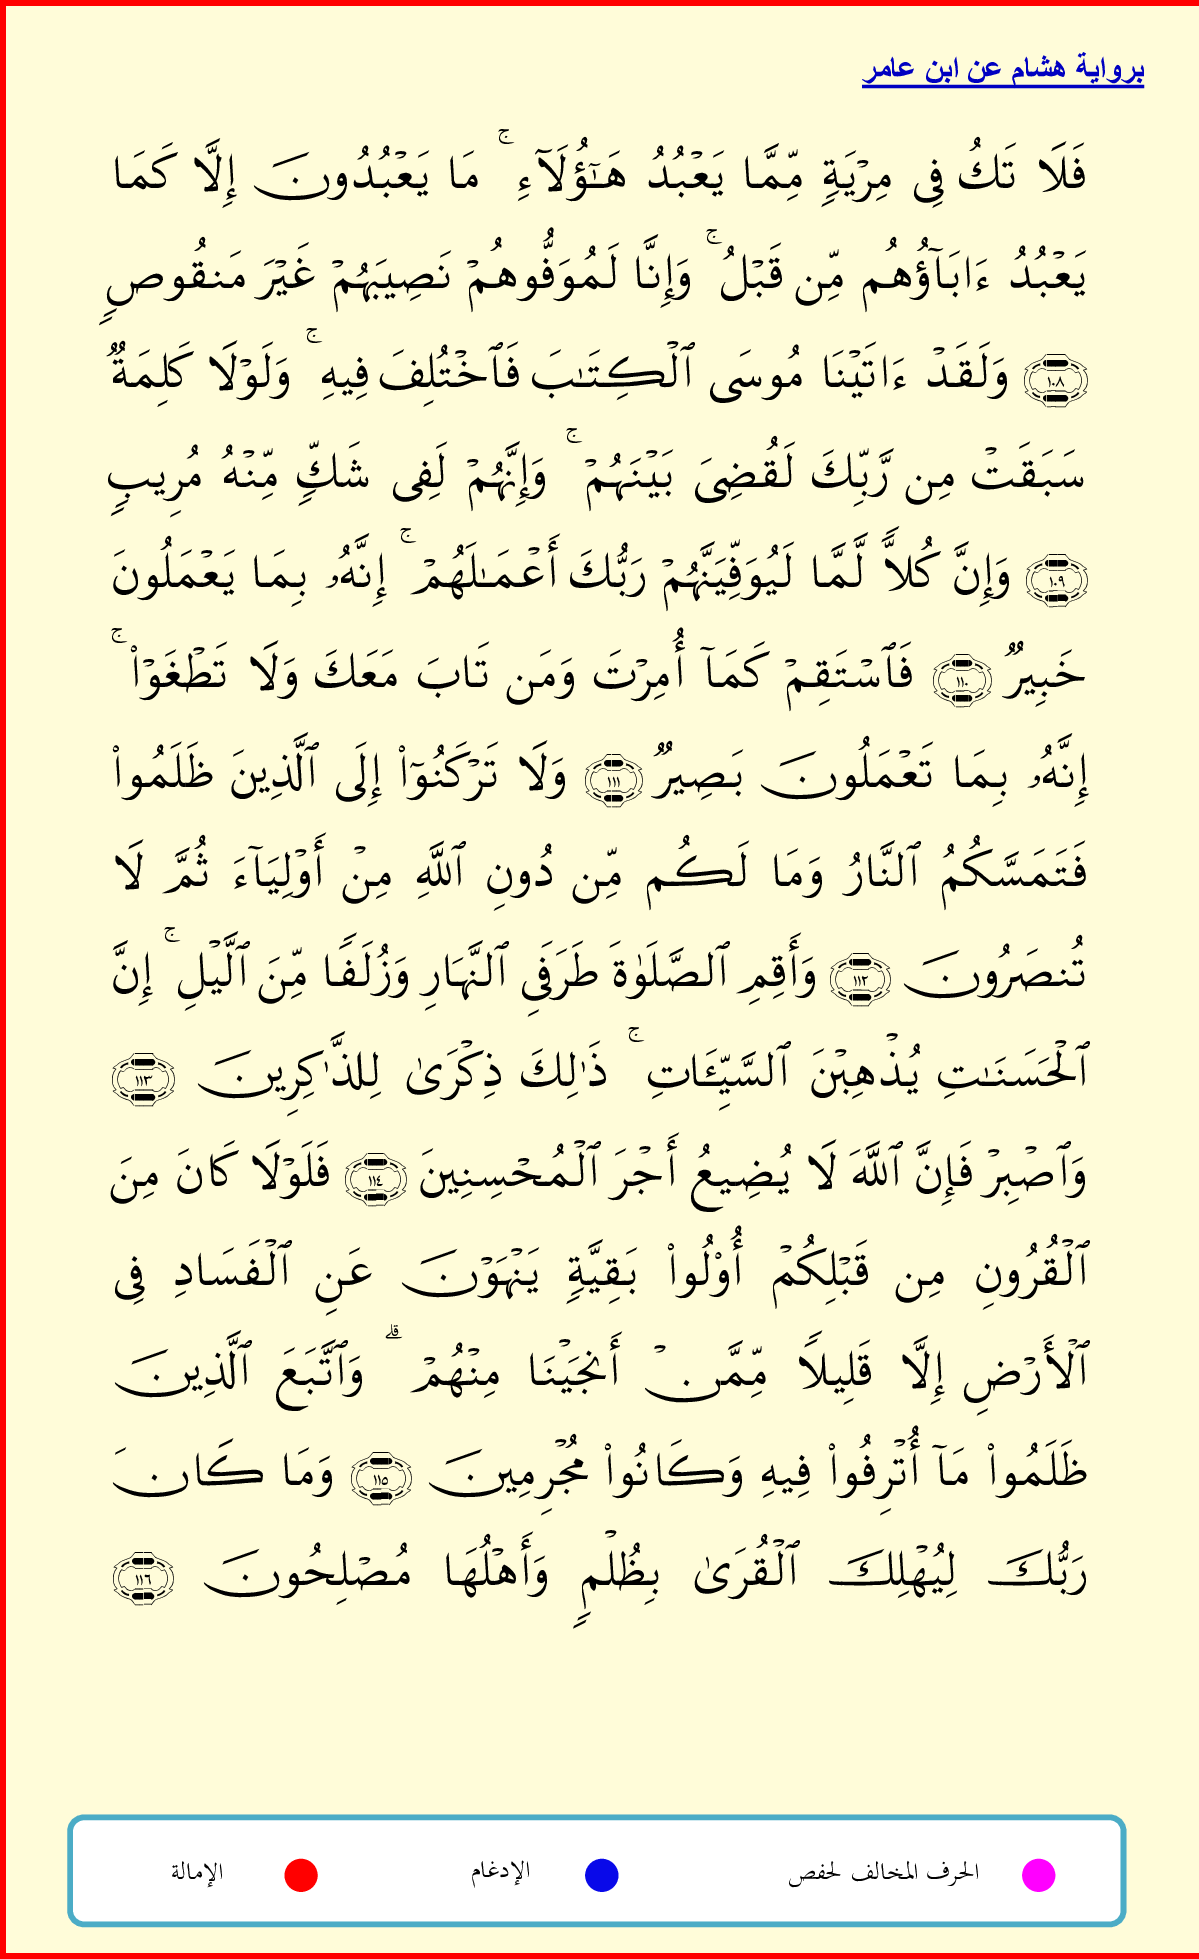 برواية هشام عن ابن عامر
فَلَا تَكُ فِى مِرْيَةٍ مِّمَّا يَعْبُدُ هَـٰٓؤُلَآءِ ۚ مَا يَعْبُدُونَ إِلَّا كَمَا
يَعْبُدُ ءَابَآؤُهُم مِّن قَبْلُ ۚ وَإِنَّا لَمُوَفُّوهُمْ نَصِيبَهُمْ غَيْرَ مَنقُوصٍ
١٠٨ وَلَقَدْ ءَاتَيْنَا مُوسَى ٱلْكِتَـٰبَ فَٱخْتُلِفَ فِيهِ ۚ وَلَوْلَا كَلِمَةٌ
سَبَقَتْ مِن رَّبِّكَ لَقُضِىَ بَيْنَهُمْ ۚ وَإِنَّهُمْ لَفِى شَكٍّ مِّنْهُ مُرِيبٍ
١٠٩ وَإِنَّ كُلاًّ لَّمَّا لَيُوَفِّيَنَّهُمْ رَبُّكَ أَعْمَـٰلَهُمْ ۚ إِنَّهُۥ بِمَا يَعْمَلُونَ
خَبِيرٌ ١١٠ فَٱسْتَقِمْ كَمَآ أُمِرْتَ وَمَن تَابَ مَعَكَ وَلَا تَطْغَوْا۟ ۚ
إِنَّهُۥ بِمَا تَعْمَلُونَ بَصِيرٌ ١١١ وَلَا تَرْكَنُوٓا۟ إِلَى ٱلَّذِينَ ظَلَمُوا۟
فَتَمَسَّكُمُ ٱلنَّارُ وَمَا لَكُم مِّن دُونِ ٱللَّهِ مِنْ أَوْلِيَآءَ ثُمَّ لَا
تُنصَرُونَ ١١٢ وَأَقِمِ ٱلصَّلَوٰةَ طَرَفَىِ ٱلنَّهَارِ وَزُلَفًا مِّنَ ٱلَّيْلِ ۚ إِنَّ
ٱلْحَسَنَـٰتِ يُذْهِبْنَ ٱلسَّيِّـَٔاتِ ۚ ذَٰلِكَ ذِكْرَىٰ لِلذَّٰكِرِينَ ١١٣
وَٱصْبِرْ فَإِنَّ ٱللَّهَ لَا يُضِيعُ أَجْرَ ٱلْمُحْسِنِينَ ١١٤ فَلَوْلَا كَانَ مِنَ
ٱلْقُرُونِ مِن قَبْلِكُمْ أُو۟لُوا۟ بَقِيَّةٍ يَنْهَوْنَ عَنِ ٱلْفَسَادِ فِى
ٱلْأَرْضِ إِلَّا قَلِيلاً مِّمَّنْ أَنجَيْنَا مِنْهُمْ ۗ وَٱتَّبَعَ ٱلَّذِينَ
ظَلَمُوا۟ مَآ أُتْرِفُوا۟ فِيهِ وَكَانُوا۟ مُجْرِمِينَ ١١٥ وَمَا كَانَ
رَبُّكَ لِيُهْلِكَ ٱلْقُرَىٰ بِظُلْمٍ وَأَهْلُهَا مُصْلِحُونَ ١١٦
الحرف المخالف لحفص الإدغام الإمالة